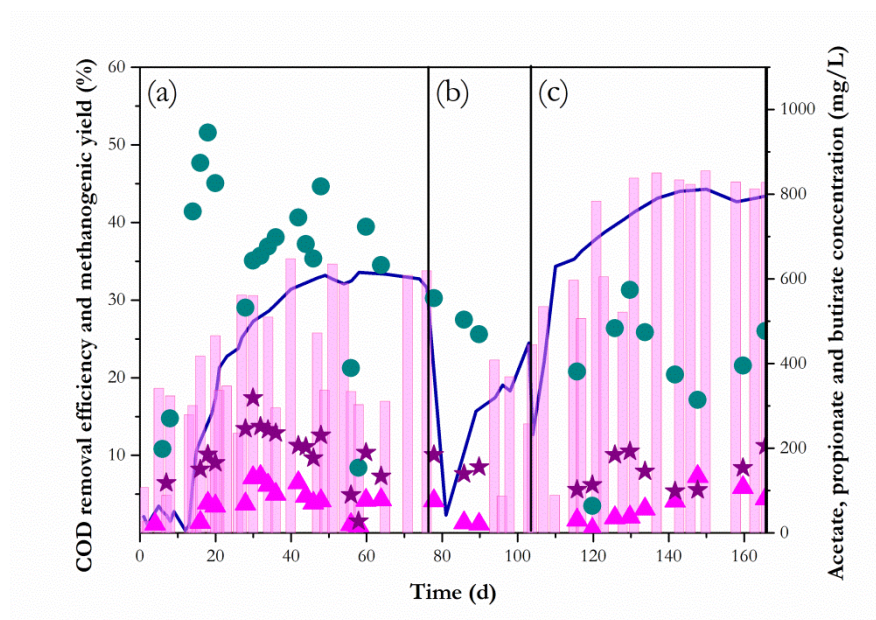 COD removal efficiency and methanogenic yield (%)
60
50
40
30
20
10
(a)
(b)
(c)
1000
800
600
400
200
0
Acetate, propionate and butirate concentration (mg/L)
0 20 40 60 80 100 120 140 160
Time (d)